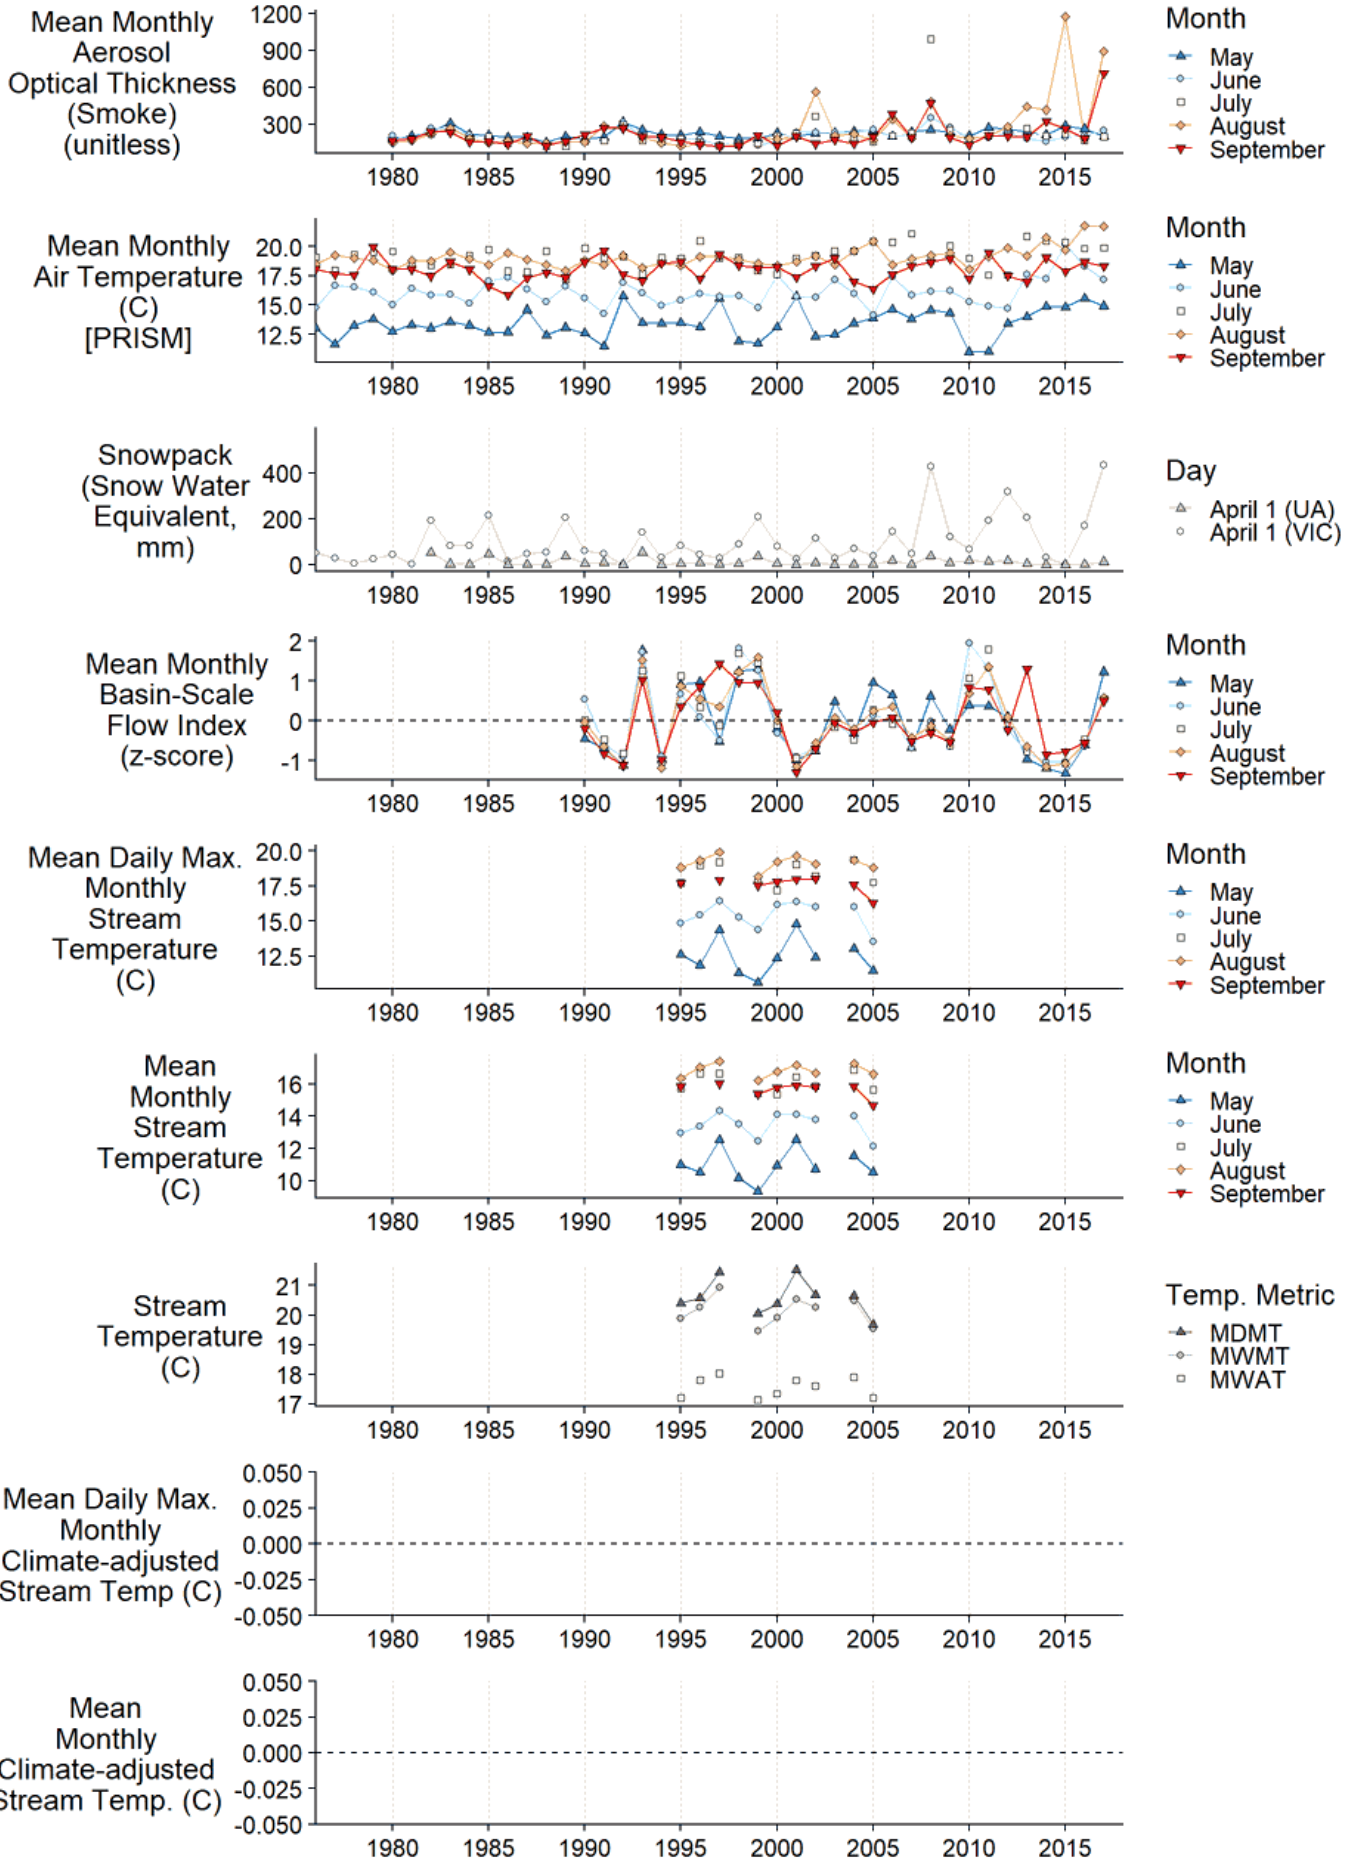 Mean Monthly
Aerosol
Optical Thickness
(Smoke)
(unitless)
1200
900
600
300
1980 1985 1990 1995 2000 2005 2010 2015
Month
May
June
July
August
September
Mean Monthly
Air Temperature
(C)
[PRISM]
20.0
17.5
15.0
12.5
1980 1985 1990 1995 2000 2005 2010 2015
Month
May
June
July
August
September
Snowpack
(Snow Water
Equivalent,
mm)
400
200
0
1980 1985 1990 1995 2000 2005 2010 2015
Day
April 1 (UA)
April 1 (VIC)
Mean Monthly
Basin-Scale
Flow Index
(z-score)
2
1
0
-1
1980 1985 1990 1995 2000 2005 2010 2015
Month
May
June
July
August
September
Mean Daily Max.
Monthly
Stream
Temperature
(C)
20.0
17.5
15.0
12.5
1980 1985 1990 1995 2000 2005 2010 2015
Month
May
June
July
August
September
Mean
Monthly
Stream
Temperature
(C)
16
14
12
10
1980 1985 1990 1995 2000 2005 2010 2015
Month
May
June
July
August
September
Stream
Temperature
(C)
21
20
19
18
17
1980 1985 1990 1995 2000 2005 2010 2015
Temp. Metric
MDMT
MWMT
MWAT
Mean Daily Max.
Monthly
Climate-adjusted
Stream Temp (C)
0.050
0.025
0.000
-0.025
-0.050
1980 1985 1990 1995 2000 2005 2010 2015
Mean
Monthly
Climate-adjusted
Stream Temp. (C)
0.050
0.025
0.000
-0.025
-0.050
1980 1985 1990 1995 2000 2005 2010 2015